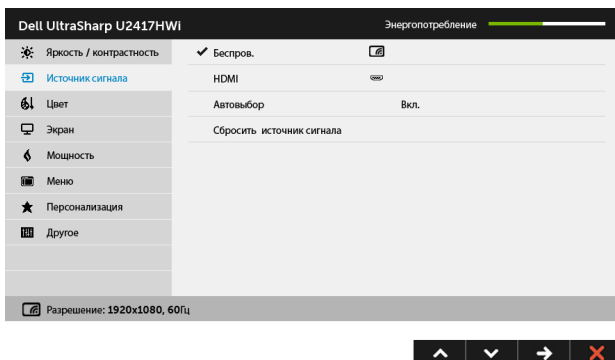 Dell UltraSharp U2417HWi
Энергопотребление
Яркость / контрастность
Беспров.
Источник сигнала
HDMI
Цвет
Автовыбор
Вкл.
Экран
Сбросить источник сигнала
Мощность
Меню
Персонализация
Другое
Разрешение: 1920x1080, 60Гц